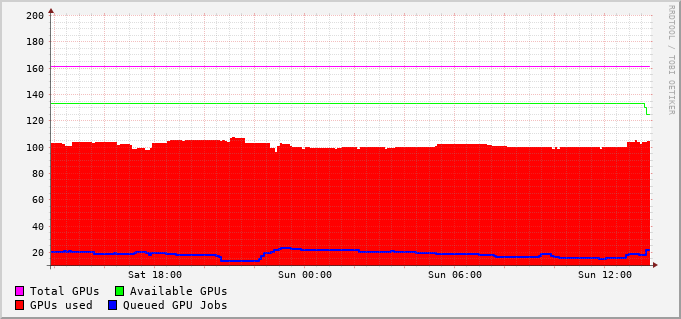 RRDTOOL / TOBI OETIKER
200
180
160
140
120
100
80
60
40
20
Sat 18:00 Sun 00:00 Sun 06:00 Sun 12:00
Total GPUs Available GPUs
GPUs used Queued GPU Jobs